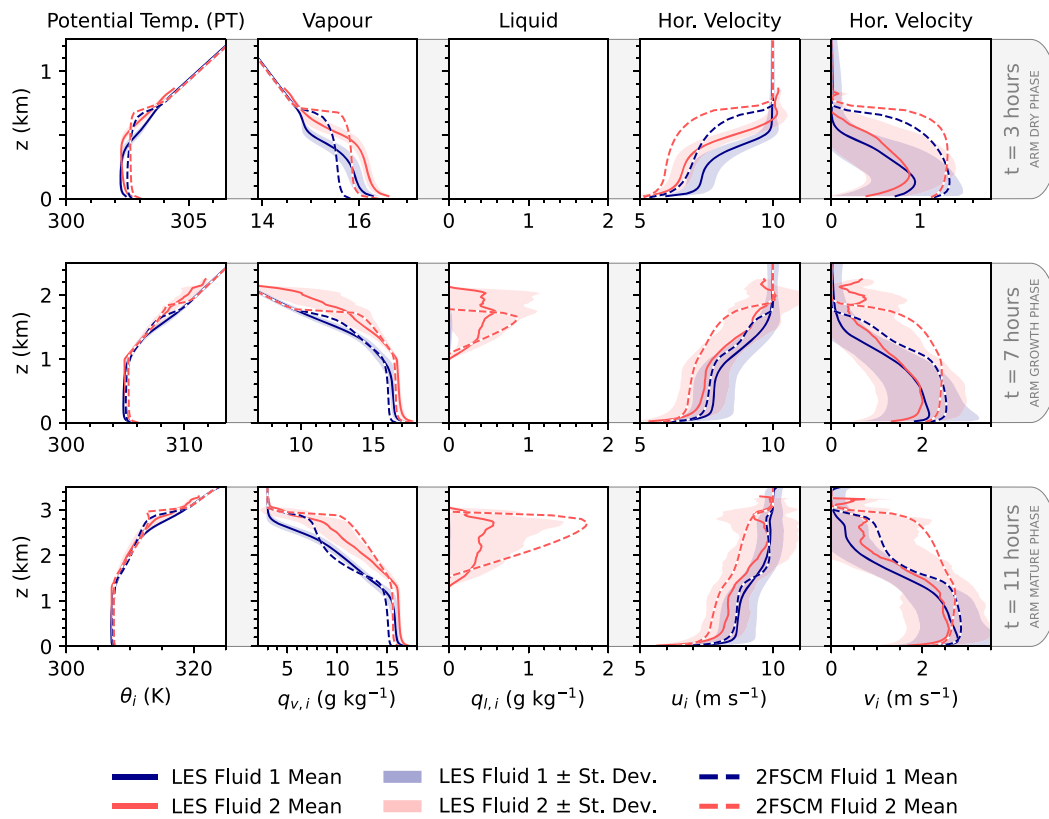 Potential Temp. (PT) Vapour Liquid Hor. Velocity Hor. Velocity
z (km)
1
0
300 305
14 16
0 1 2
5 10
0 1
t = 3 hours
ARM DRY PHASE
z (km)
2
1
0
300 310
10 15
0 1 2
5 10
0 2
t = 7 hours
ARM GROWTH PHASE
z (km)
3
2
1
0
300 320
5 10 15
0 1 2
5 10
0 2
t = 11 hours
ARM MATURE PHASE
θᵢ (K) q_{v, i} (g kg⁻¹) q_{l, i} (g kg⁻¹) uᵢ (m s⁻¹) vᵢ (m s⁻¹)
LES Fluid 1 Mean LES Fluid 1 ± St. Dev. 2FSCM Fluid 1 Mean
LES Fluid 2 Mean LES Fluid 2 ± St. Dev. 2FSCM Fluid 2 Mean